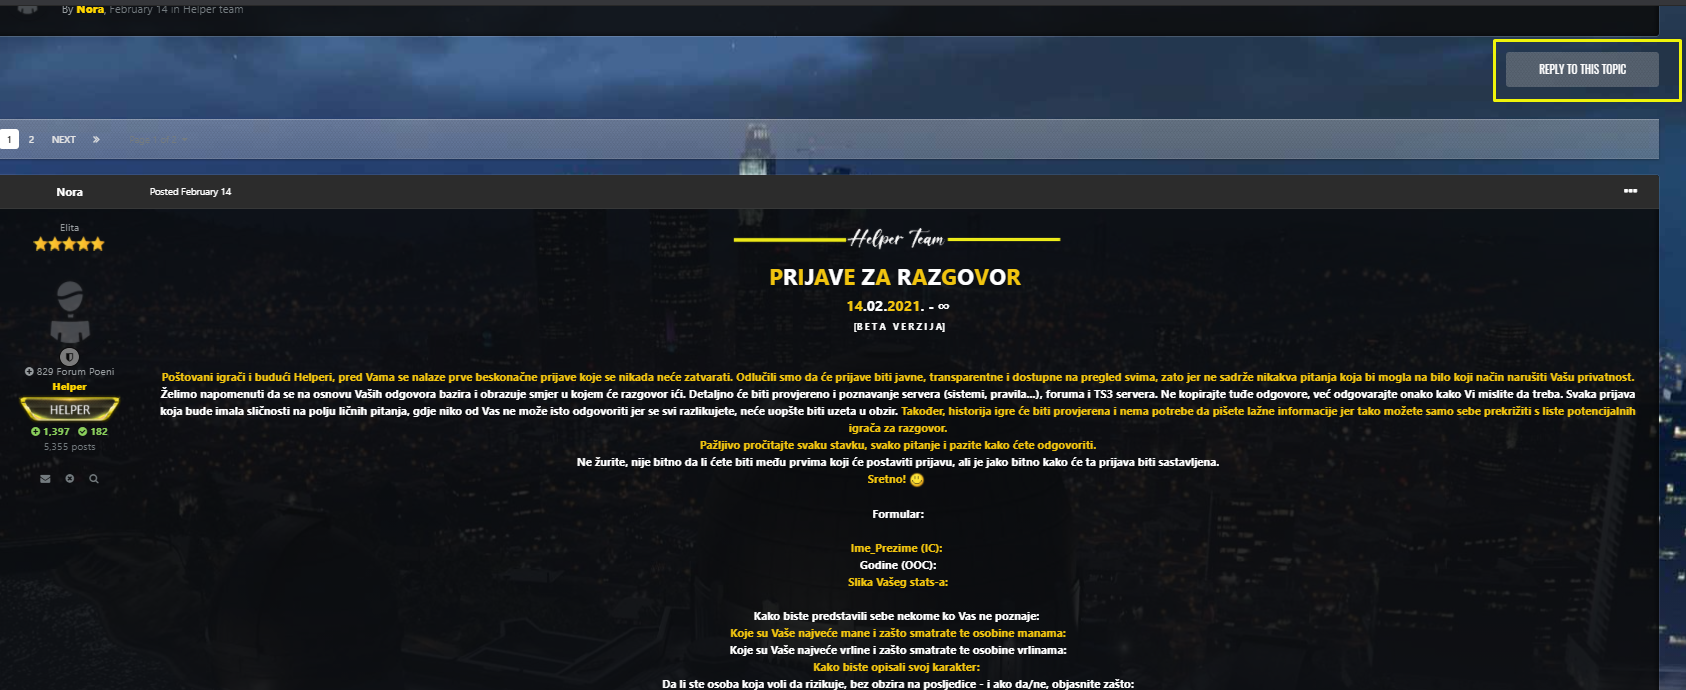 By Nora, February 14 in Helper team
REPLY TO THIS TOPIC
1 2 NEXT » Page 1 of 2
Nora Posted February 14
Elita
Helper Team
PRIJAVE ZA RAZGOVOR
14.02.2021. - ∞
[BETA VERZIJA]
829 Forum Poeni
Helper
HELPER
1,397 182
5,355 posts
Poštovani igrači i budući Helperi, pred Vama se nalaze prve beskonačne prijave koje se nikada neće zatvarati. Odlučili smo da će prijave biti javne, transparentne i dostupne na pregled svima, zato jer ne sadrže nikakva pitanja koja bi mogla na bilo koji način narušiti Vašu privatnost.
Želimo napomenuti da se na osnovu Vaših odgovora bazira i obrazuje smjer u kojem će razgovor ići. Detaljno će biti provjereno i poznavanje servera (sistemi, pravila...), foruma i TS3 servera. Ne kopirajte tuđe odgovore, već odgovarajte onako kako Vi mislite da treba. Svaka prijava
koja bude imala sličnosti na polju ličnih pitanja, gdje niko od Vas ne može isto odgovoriti jer se svi razlikujete, neće uopšte biti uzeta u obzir. Također, historija igre će biti provjerena i nema potrebe da pišete lažne informacije jer tako možete samo sebe prekrižiti s liste potencijalnih
igrača za razgovor.
Pažljivo pročitajte svaku stavku, svako pitanje i pazite kako ćete odgovoriti.
Ne žurite, nije bitno da li ćete biti među prvima koji će postaviti prijavu, ali je jako bitno kako će ta prijava biti sastavljena.
Sretno!
Formular:
Ime_Prezime (IC):
Godine (OOC):
Slika Vašeg stats-a:
Kako biste predstavili sebe nekome ko Vas ne poznaje:
Koje su Vaše najveće mane i zašto smatrate te osobine manama:
Koje su Vaše najveće vrline i zašto smatrate te osobine vrlinama:
Kako biste opisali svoj karakter:
Da li ste osoba koja voli da rizikuje, bez obzira na posljedice - i ako da/ne, objasnite zašto: